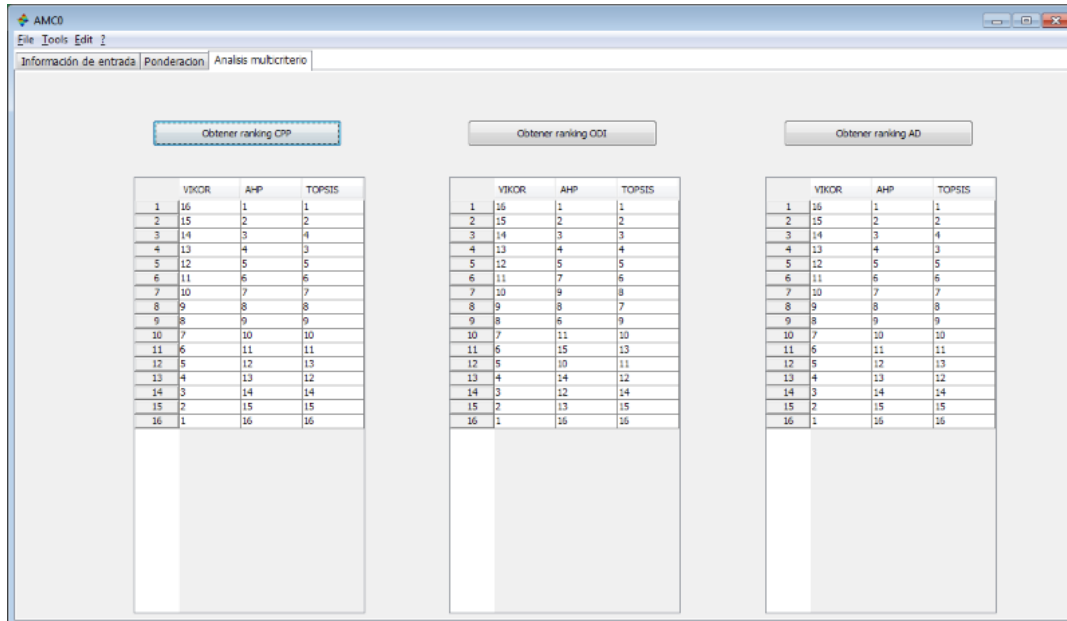 AMC0
File Tools Edit ?
Información de entrada Ponderacion Analisis multicriterio
Obtener ranking CPP Obtener ranking ODI Obtener ranking AD
VIKOR AHP TOPSIS VIKOR AHP TOPSIS VIKOR AHP TOPSIS
1 16 1 1 1 16 1 1 1 16 1 1
2 15 2 2 2 15 2 2 2 15 2 2
3 14 3 4 3 14 3 3 3 14 3 4
4 13 4 3 4 13 4 4 4 13 4 3
5 12 5 5 5 12 5 5 5 12 5 5
6 11 6 6 6 11 7 6 6 11 6 6
7 10 7 7 7 10 9 8 7 10 7 7
8 9 8 8 8 9 8 7 8 9 8 8
9 8 9 9 9 8 6 9 9 8 9 9
10 7 10 10 10 7 11 10 10 7 10 10
11 6 11 11 11 6 15 13 11 6 11 11
12 5 12 13 12 5 10 11 12 5 12 13
13 4 13 12 13 4 14 12 13 4 13 12
14 3 14 14 14 3 12 14 14 3 14 14
15 2 15 15 15 2 13 15 15 2 15 15
16 1 16 16 16 1 16 16 16 1 16 16